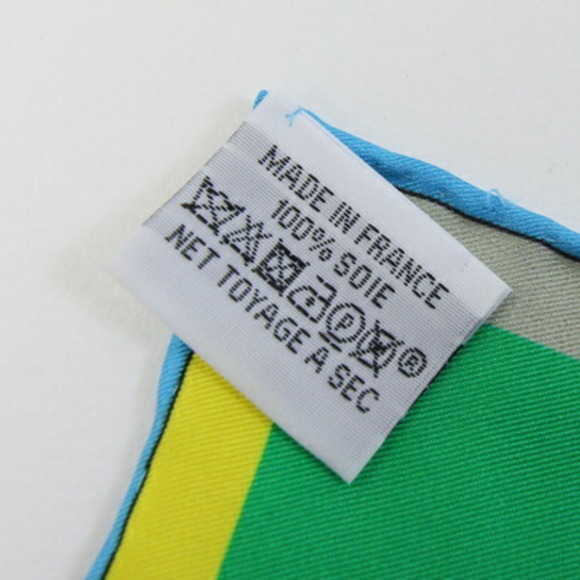 MADE IN FRANCE
100% SOIE
P ®
NET TOYAGE A SEC